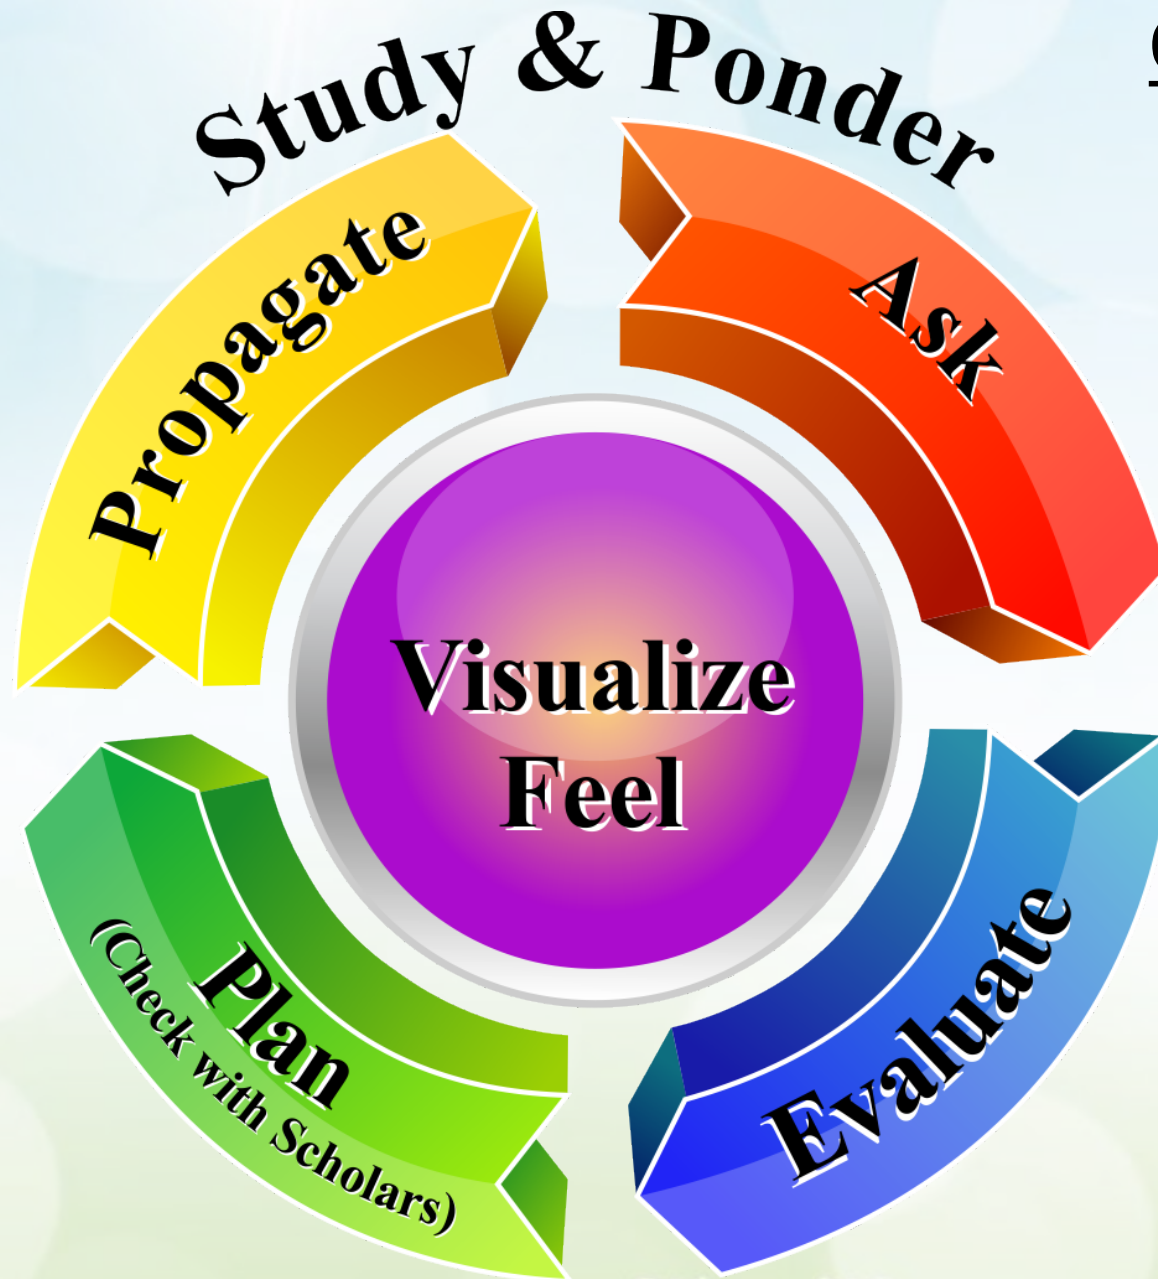 Study & Ponder
Propagate
Ask
Visualize
Feel
Plan
(Check with Scholars)
Evaluate